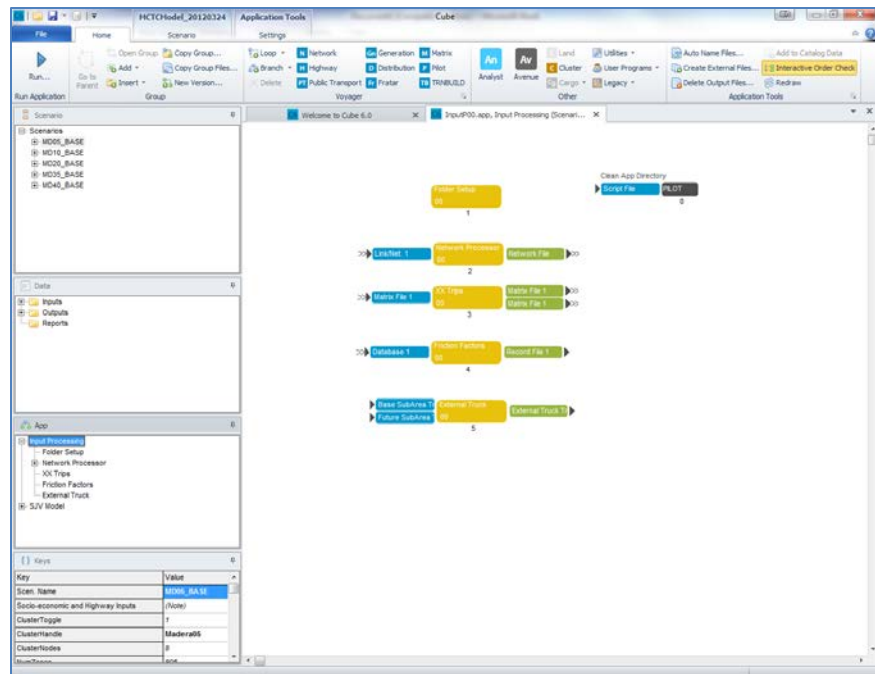 HCTCModel_20120324 Application Tools Cube
File Home Scenario Settings
Run... Go to Parent Open Group Add Insert Copy Group... Copy Group Files... New Version...
Loop Branch Delete Network Highway Public Transport Generation Distribution Fratar Matrix Pilot TRNBUILD
An Analyst Av Avenue Land Cluster Cargo Utilities User Programs Legacy
Auto Name Files... Create External Files... Delete Output Files... Add to Catalog Data Interactive Order Check Redraw
Run Application Group Voyager Other Application Tools
Scenario
Scenarios
MD05_BASE
MD10_BASE
MD20_BASE
MD35_BASE
MD40_BASE
Data
Inputs
Outputs
Reports
App
Input Processing
Folder Setup
Network Processor
XX Trips
Friction Factors
External Truck
SJV Model
Keys
Key Value
Scen. Name MD05_BASE
Socio-economic and Highway Inputs (Note)
ClusterToggle 1
ClusterHandle Madera05
ClusterNodes 8
Welcome to Cube 6.0
InputP00.app, Input Processing (Scenari...
Folder Setup
00
1
Clean App Directory
Script File PILOT
0
Link/Net. 1 Network Processor Network File
00
2
Matrix File 1 XX Trips Matrix File 1
00 Matrix File 1
3
Database 1 Friction Factors Record File 1
00
4
Base SubArea Tr External Truck External Truck Tr
Future SubArea 00
5